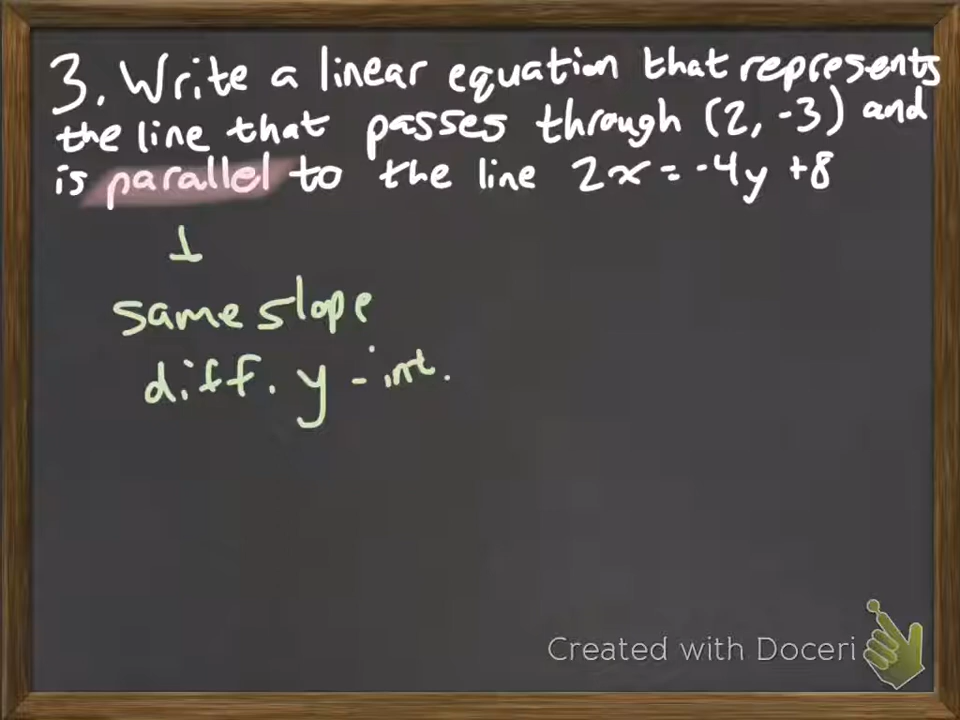 3. Write a linear equation that represents
the line that passes through (2, -3) and
is parallel to the line 2x = -4y +8
same slope
diff. y - int.
Created with Doceri